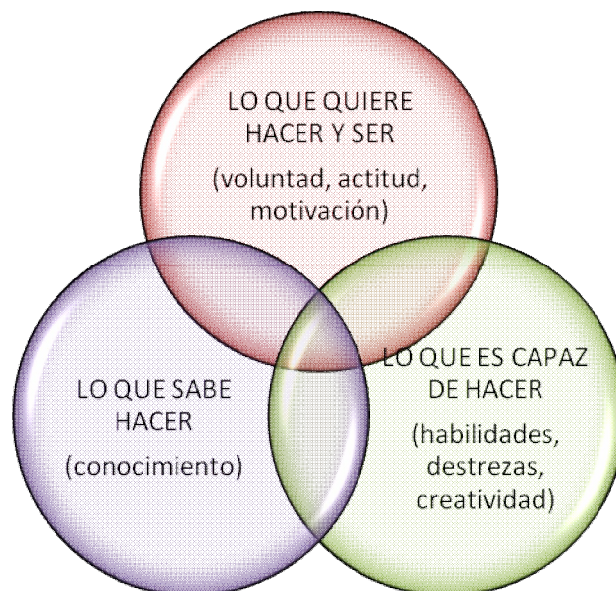 LO QUE QUIERE
HACER Y SER
(voluntad, actitud,
motivación)
LO QUE SABE
HACER
(conocimiento)
LO QUE ES CAPAZ
DE HACER
(habilidades,
destrezas,
creatividad)